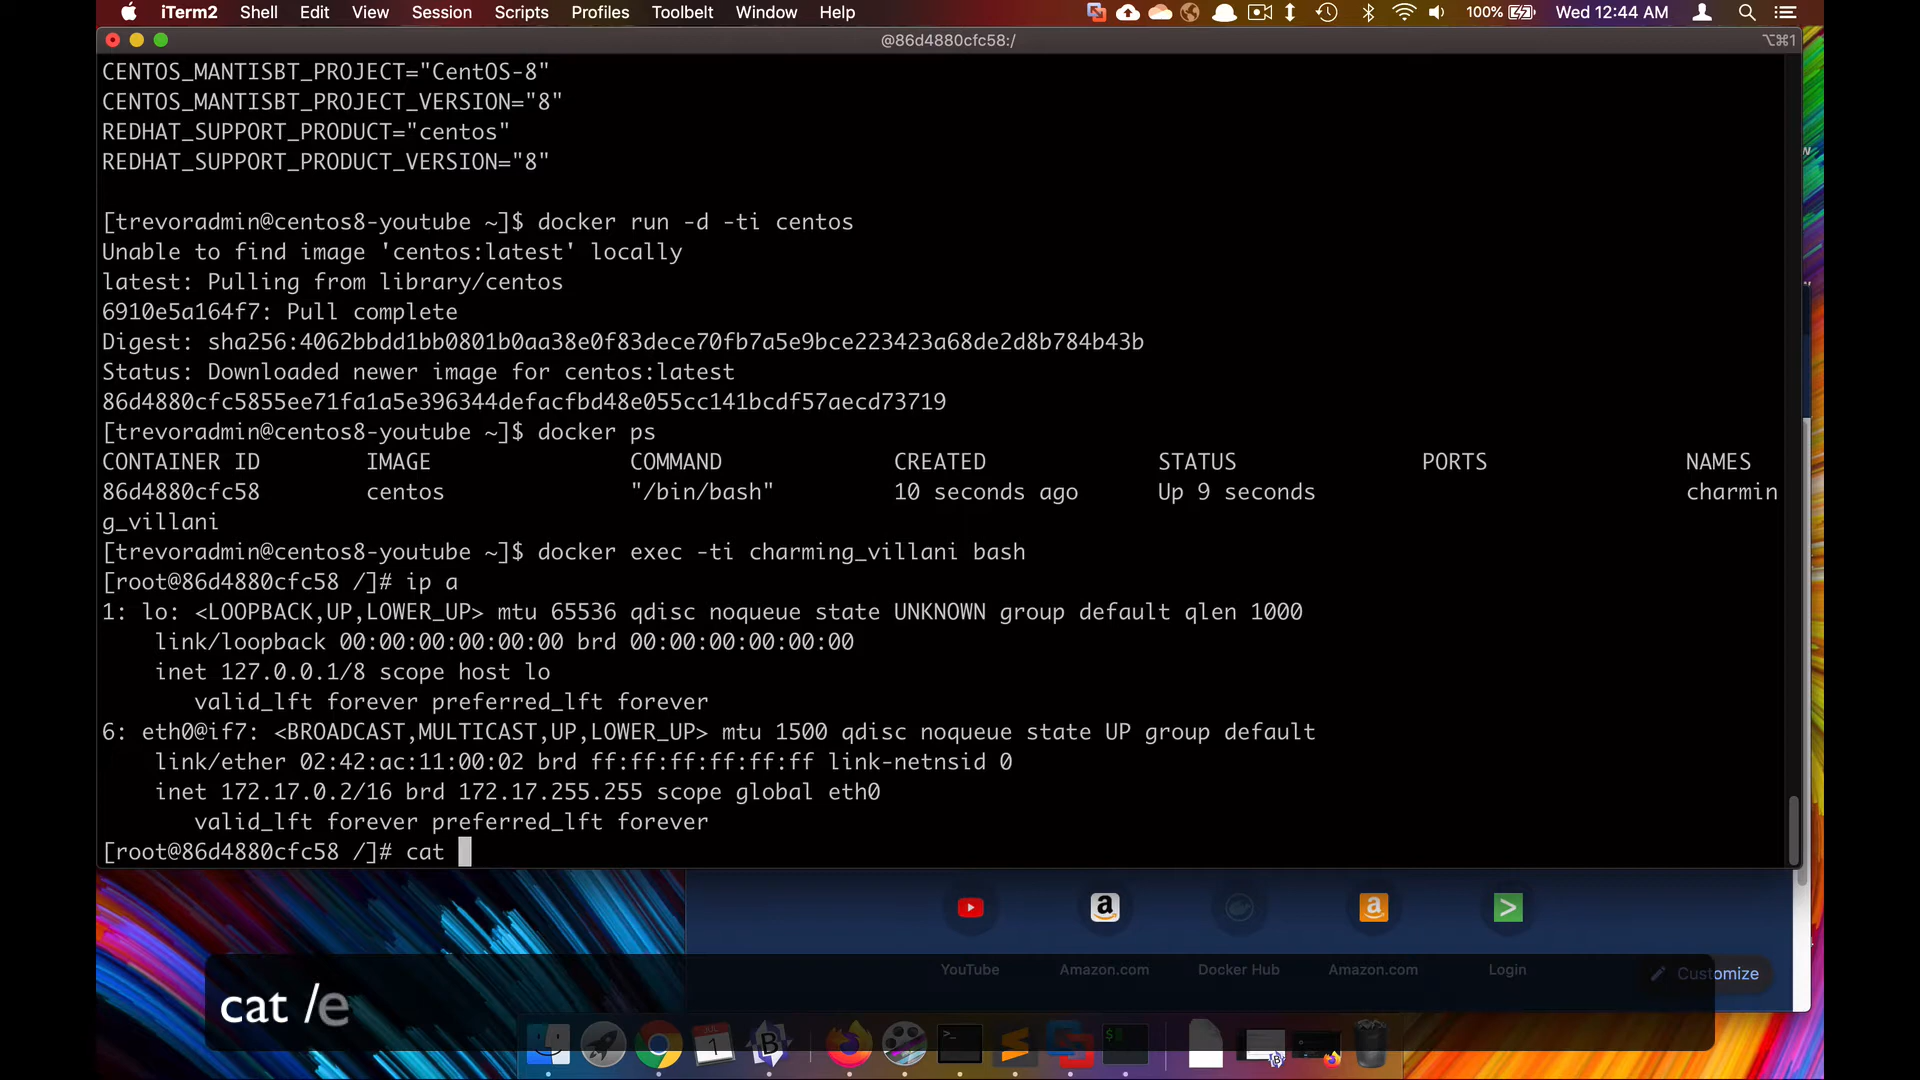 iTerm2 Shell Edit View Session Scripts Profiles Toolbelt Window Help 100% Wed 12:44 AM
@86d4880cfc58:/ ⌥⌘1
CENTOS_MANTISBT_PROJECT="CentOS-8"
CENTOS_MANTISBT_PROJECT_VERSION="8"
REDHAT_SUPPORT_PRODUCT="centos"
REDHAT_SUPPORT_PRODUCT_VERSION="8"
[trevoradmin@centos8-youtube ~]$ docker run -d -ti centos
Unable to find image 'centos:latest' locally
latest: Pulling from library/centos
6910e5a164f7: Pull complete
Digest: sha256:4062bbdd1bb0801b0aa38e0f83dece70fb7a5e9bce223423a68de2d8b784b43b
Status: Downloaded newer image for centos:latest
86d4880cfc5855ee71fa1a5e396344defacfbd48e055cc141bcdf57aecd73719
[trevoradmin@centos8-youtube ~]$ docker ps
CONTAINER ID IMAGE COMMAND CREATED STATUS PORTS NAMES
86d4880cfc58 centos "/bin/bash" 10 seconds ago Up 9 seconds charmin
g_villani
[trevoradmin@centos8-youtube ~]$ docker exec -ti charming_villani bash
[root@86d4880cfc58 /]# ip a
1: lo: <LOOPBACK,UP,LOWER_UP> mtu 65536 qdisc noqueue state UNKNOWN group default qlen 1000
link/loopback 00:00:00:00:00:00 brd 00:00:00:00:00:00
inet 127.0.0.1/8 scope host lo
valid_lft forever preferred_lft forever
6: eth0@if7: <BROADCAST,MULTICAST,UP,LOWER_UP> mtu 1500 qdisc noqueue state UP group default
link/ether 02:42:ac:11:00:02 brd ff:ff:ff:ff:ff:ff link-netnsid 0
inet 172.17.0.2/16 brd 172.17.255.255 scope global eth0
valid_lft forever preferred_lft forever
[root@86d4880cfc58 /]# cat
YouTube Amazon.com Docker Hub Amazon.com Login Customize
cat /e
JUL
1